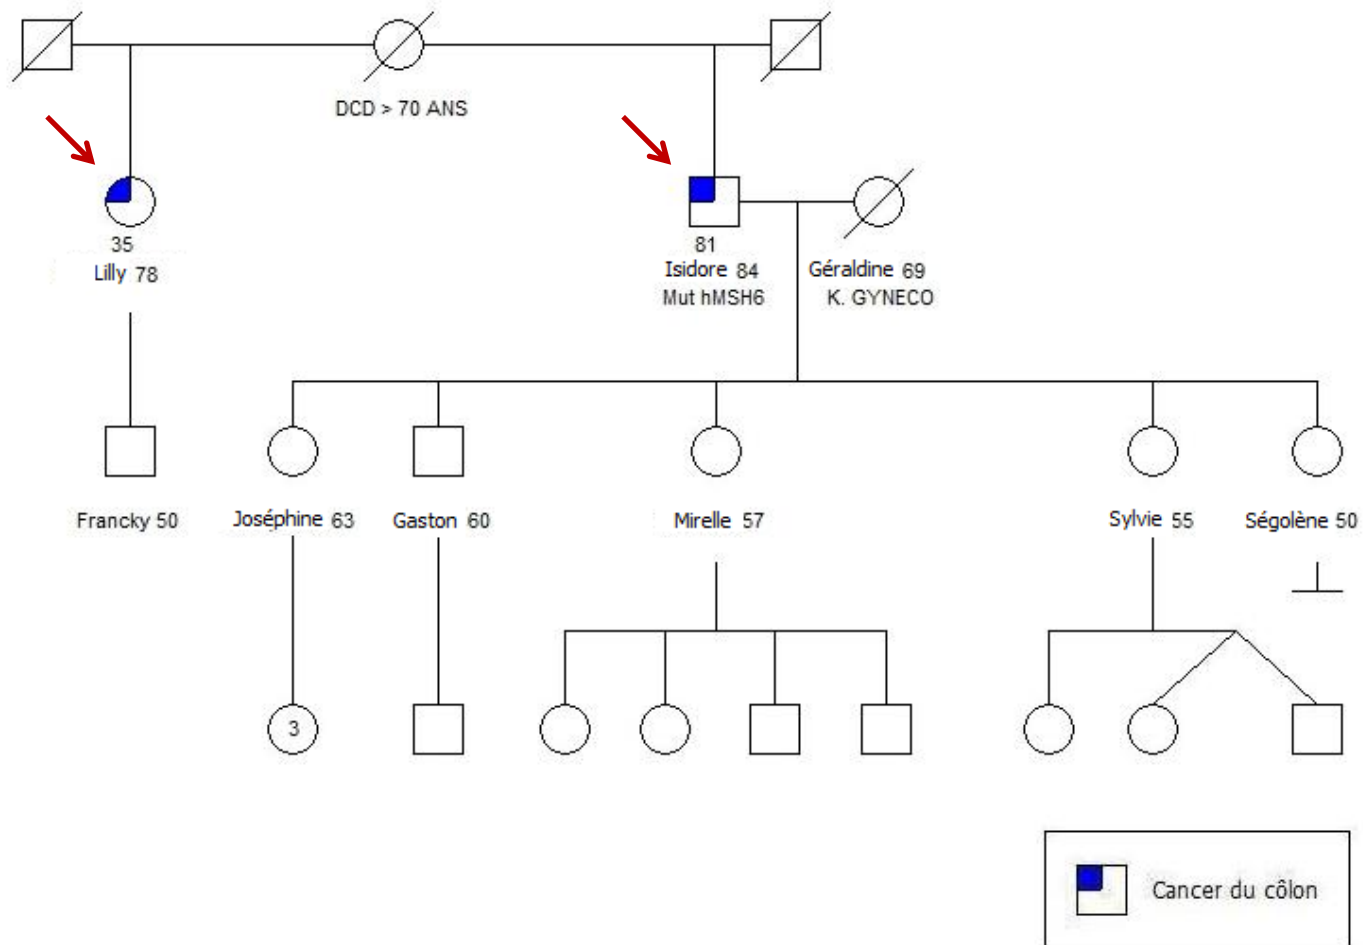 DCD > 70 ANS
35
Lilly 78
81
Isidore 84
Mut hMSH6
Géraldine 69
K. GYNECO
Francky 50
Joséphine 63
Gaston 60
Mirelle 57
Sylvie 55
Ségolène 50
3
Cancer du côlon